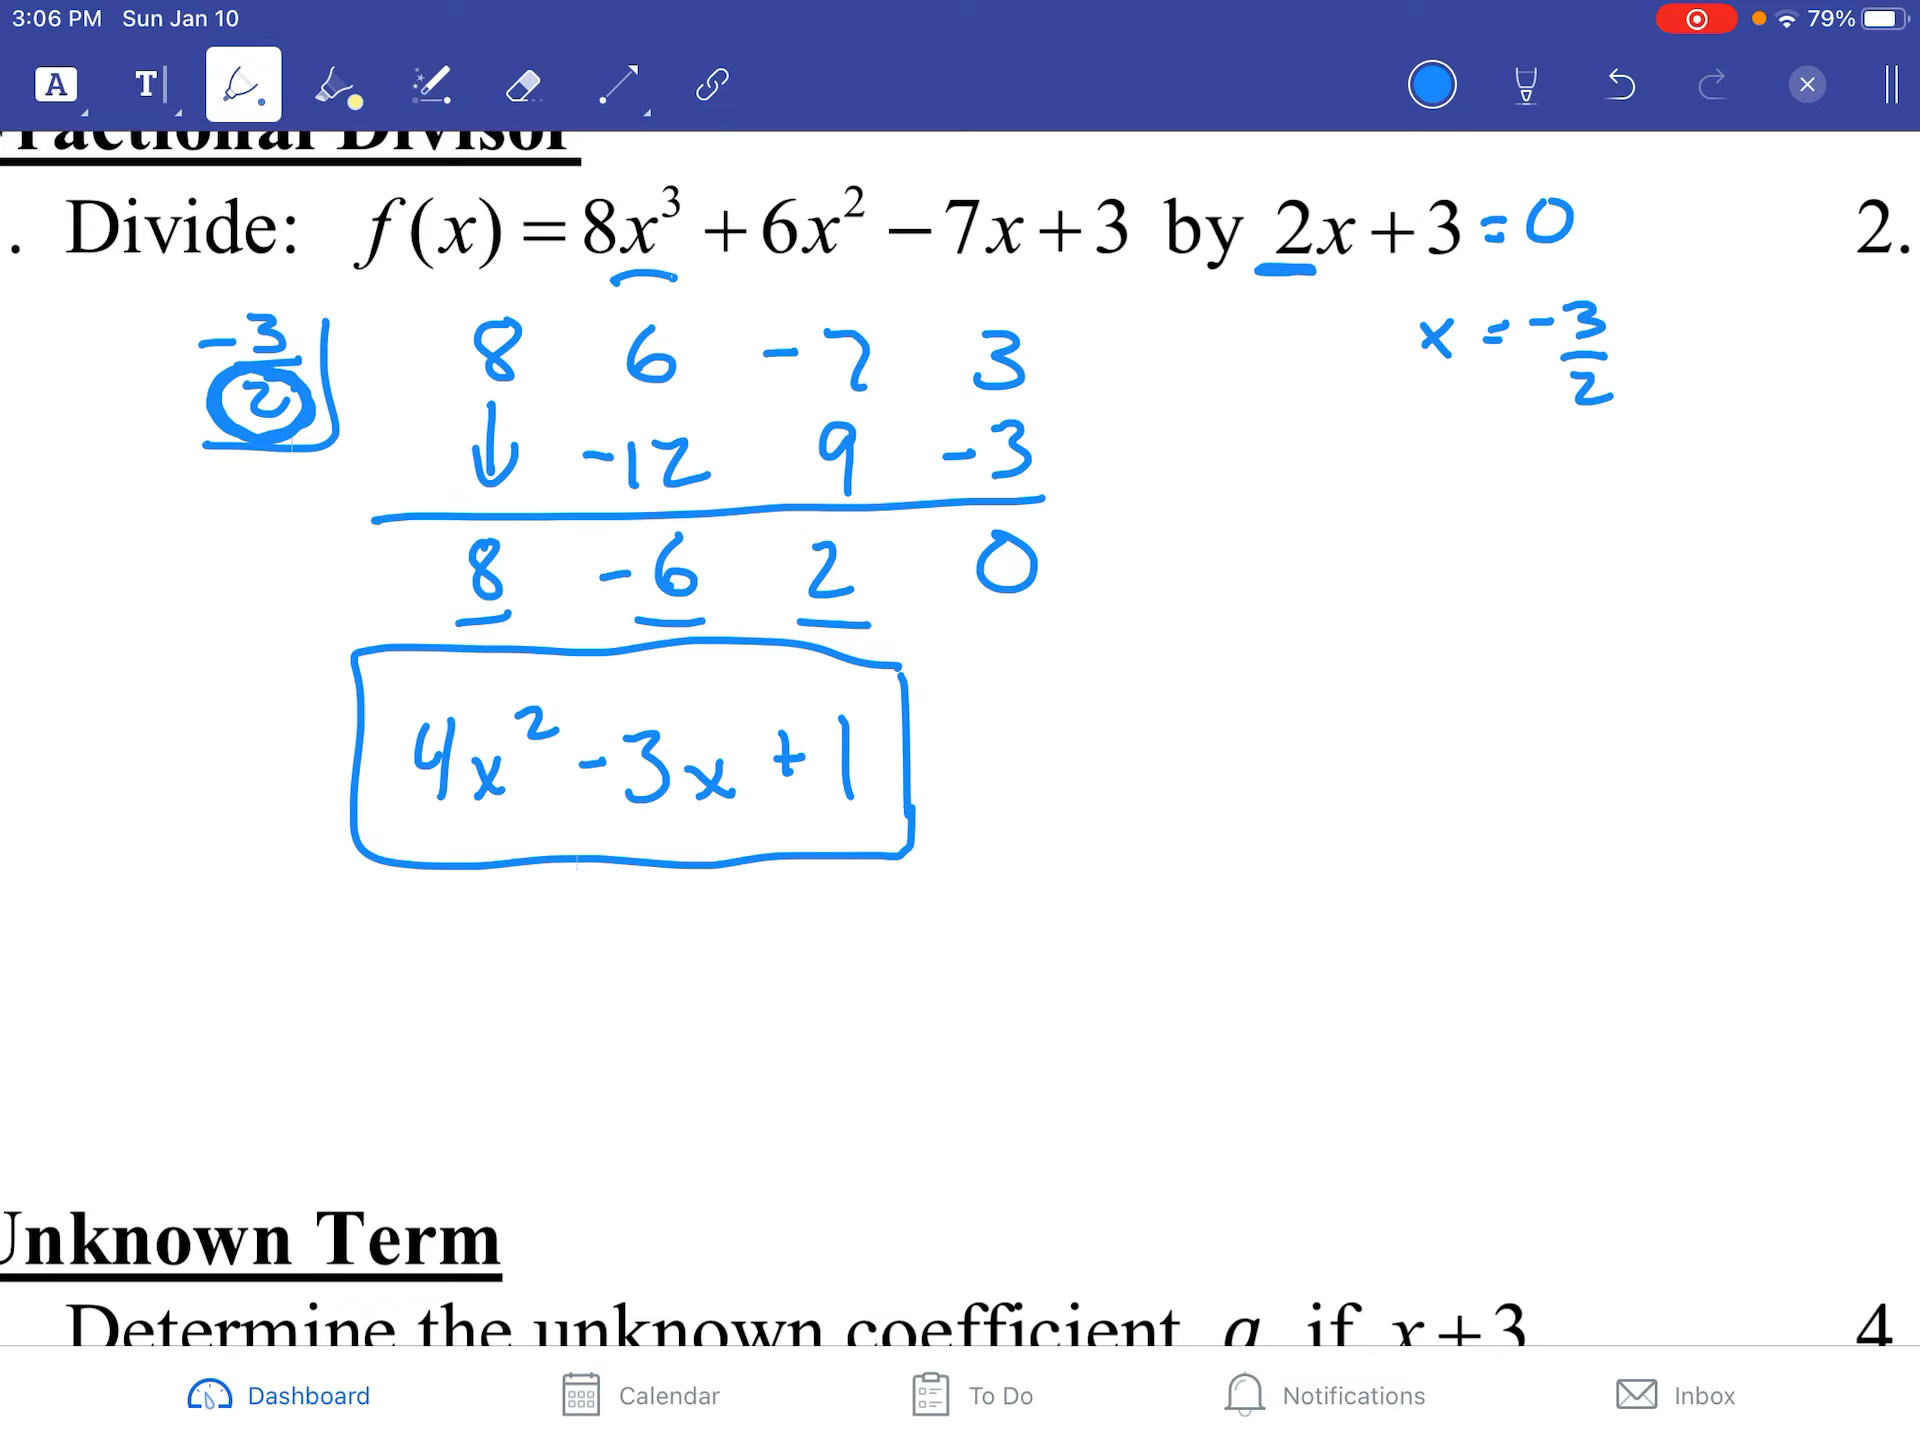 3:06 PM Sun Jan 10 79%
A T
Fractional Divisor
. Divide: f(x) = 8x³ + 6x² − 7x + 3 by 2x + 3 = 0 2.
-3/2 8 6 -7 3 x = -3/2
-12 9 -3
8 -6 2 0
4x² - 3x + 1
Unknown Term
Determine the unknown coefficient, q, if x + 3 4
Dashboard Calendar To Do Notifications Inbox